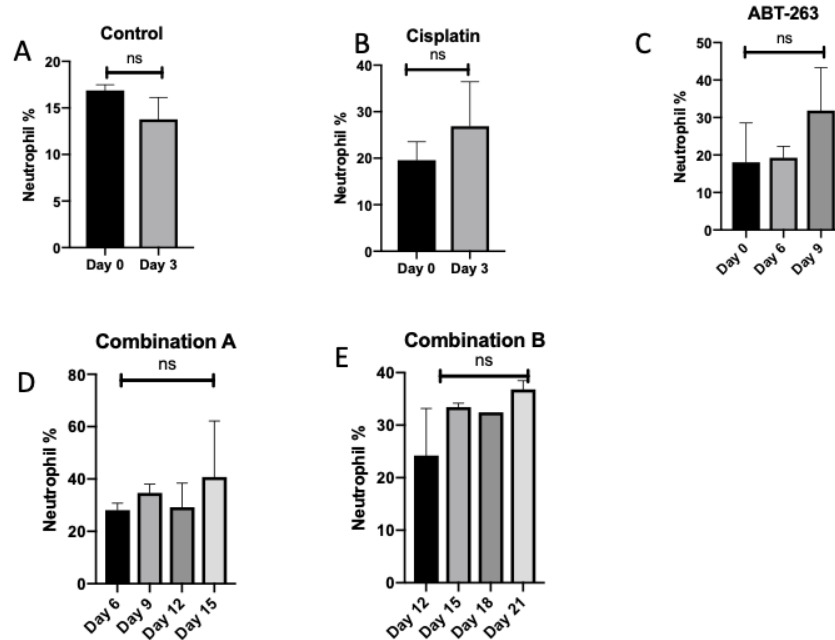 A
Control
ns
Neutrophil %
20
15
10
5
0
Day 0 Day 3
B
Cisplatin
ns
Neutrophil %
40
30
20
10
0
Day 0 Day 3
C
ABT-263
ns
Neutrophil %
50
40
30
20
10
0
Day 0 Day 6 Day 9
D
Combination A
ns
Neutrophil %
80
60
40
20
0
Day 6 Day 9 Day 12 Day 15
E
Combination B
ns
Neutrophil %
40
30
20
10
0
Day 12 Day 15 Day 18 Day 21